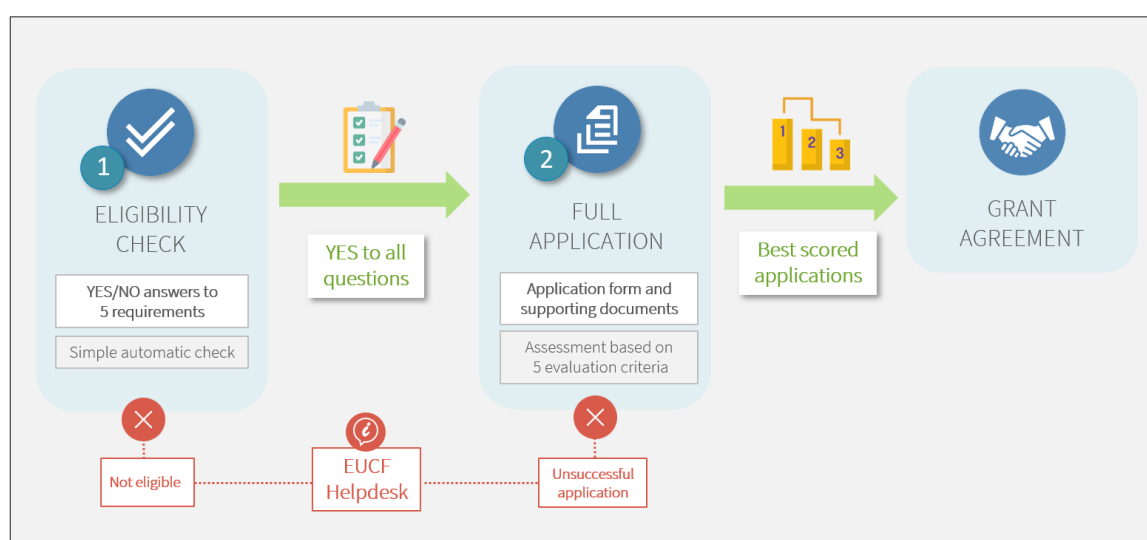 1
ELIGIBILITY
CHECK
YES/NO answers to
5 requirements
Simple automatic check
YES to all
questions
2
FULL
APPLICATION
Application form and
supporting documents
Assessment based on
5 evaluation criteria
1
2
3
Best scored
applications
GRANT
AGREEMENT
Not eligible
i
EUCF
Helpdesk
Unsuccessful
application